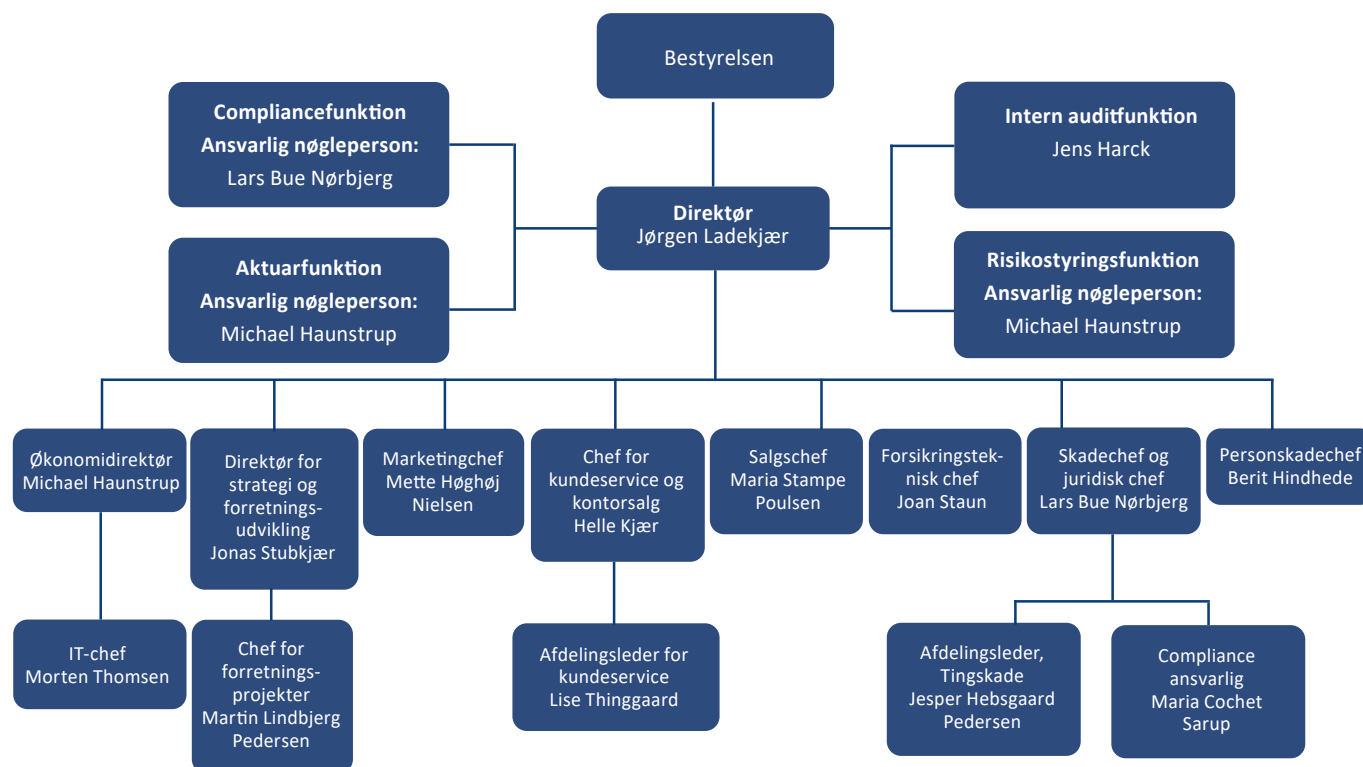 Bestyrelsen
Compliancefunktion
Ansvarlig nøgleperson:
Lars Bue Nørbjerg
Intern auditfunktion
Jens Harck
Direktør
Jørgen Ladekjær
Aktuarfunktion
Ansvarlig nøgleperson:
Michael Haunstrup
Risikostyringsfunktion
Ansvarlig nøgleperson:
Michael Haunstrup
Økonomidirektør
Michael Haunstrup
Direktør for
strategi og
forretnings-
udvikling
Jonas Stubkjær
Marketingchef
Mette Høghøj
Nielsen
Chef for
kundeservice og
kontorsalg
Helle Kjær
Salgschef
Maria Stampe
Poulsen
Forsikringstek-
nisk chef
Joan Staun
Skadechef og
juridisk chef
Lars Bue Nørbjerg
Personskadechef
Berit Hindhede
IT-chef
Morten Thomsen
Chef for
forretnings-
projekter
Martin Lindbjerg
Pedersen
Afdelingsleder for
kundeservice
Lise Thinggaard
Afdelingsleder,
Tingskade
Jesper Hebsgaard
Pedersen
Compliance
ansvarlig
Maria Cochet
Sarup